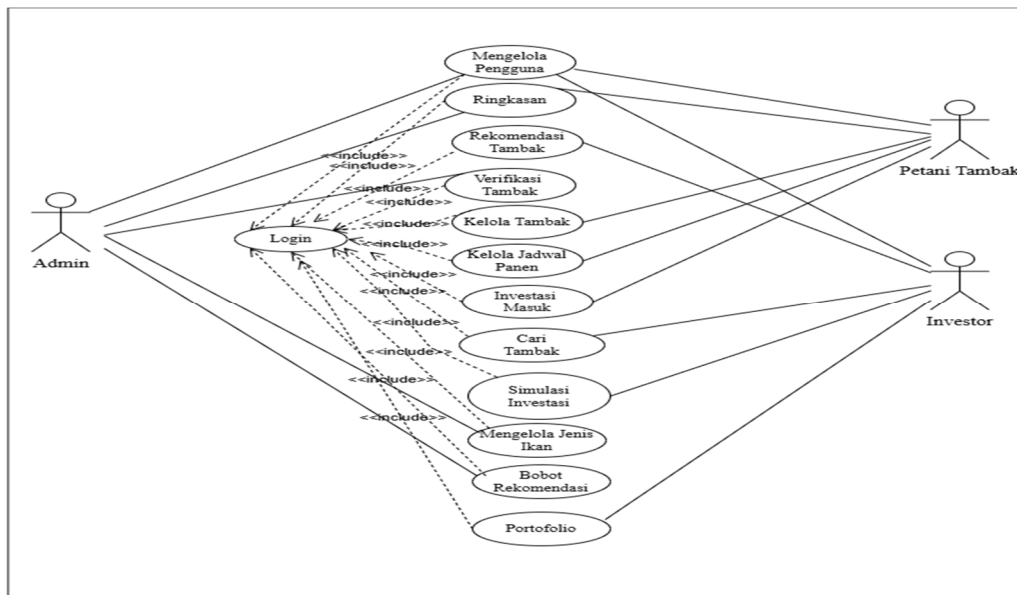 Mengelola
Pengguna
Ringkasan
Rekomendasi
Tambak
<<include>>
<<include>>
Verifikasi
Tambak
<<include>>
<<include>>
Kelola Tambak
<<include>>
Login
<<include>>
Kelola Jadwal
Panen
<<include>>
<<include>>
Investasi
Masuk
<<include>>
Cari
Tambak
<<include>>
Simulasi
Investasi
<<include>>
<<include>>
Mengelola Jenis
Ikan
Bobot
Rekomendasi
Portofolio
Admin
Petani Tambak
Investor